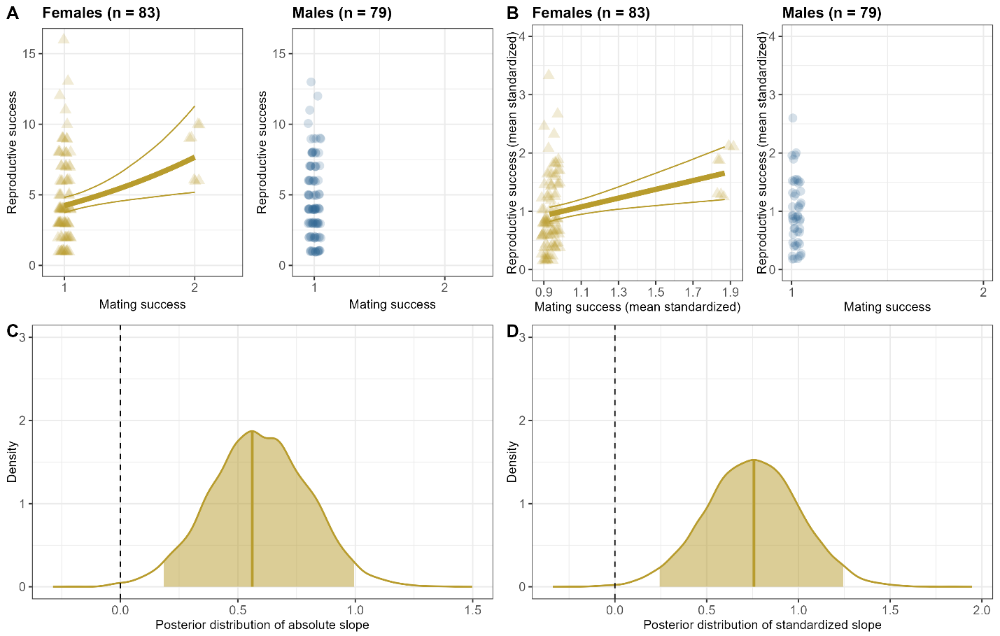 A Females (n = 83) Males (n = 79)
Reproductive success
15
10
5
0
1 2
Mating success
Reproductive success
15
10
5
0
1 2
Mating success
B Females (n = 83) Males (n = 79)
Reproductive success (mean standardized)
4
3
2
1
0
0.9 1.1 1.3 1.5 1.7 1.9
Mating success (mean standardized)
Reproductive success (mean standardized)
4
3
2
1
0
1 2
Mating success
C
Density
3
2
1
0
0.0 0.5 1.0 1.5
Posterior distribution of absolute slope
D
Density
3
2
1
0
0.0 0.5 1.0 1.5 2.0
Posterior distribution of standardized slope